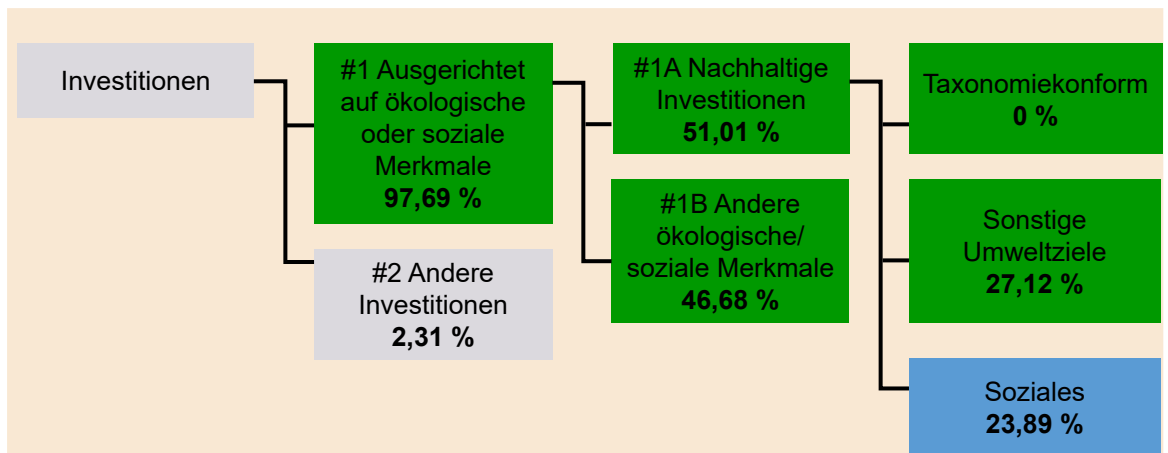 Investitionen
#1 Ausgerichtet
auf ökologische
oder soziale
Merkmale
97,69 %
#2 Andere
Investitionen
2,31 %
#1A Nachhaltige
Investitionen
51,01 %
#1B Andere
ökologische/
soziale Merkmale
46,68 %
Taxonomiekonform
0 %
Sonstige
Umweltziele
27,12 %
Soziales
23,89 %